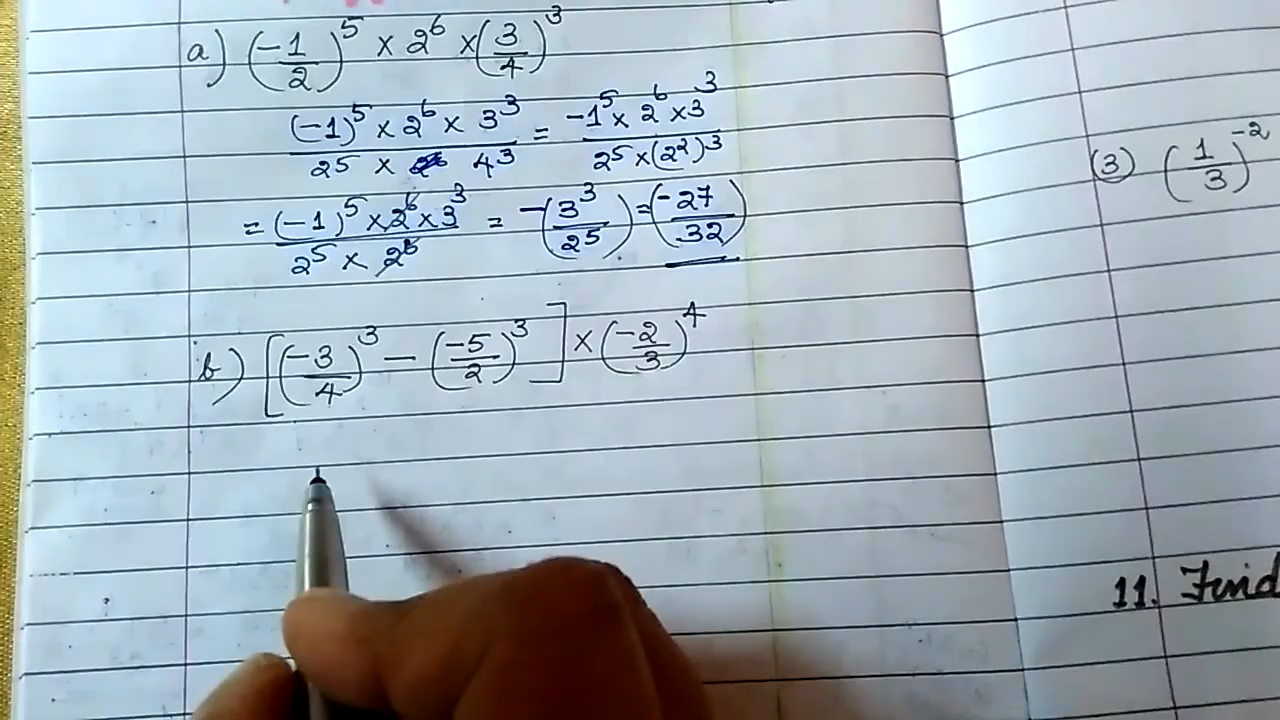 a) (-1/2)^5 × 2^6 × (3/4)^3
(-1)^5 × 2^6 × 3^3 / 2^5 × 4^3 = -1^5 × 2^6 × 3^3 / 2^5 × (2^2)^3
= (-1)^5 × 2^6 × 3^3 / 2^5 × 2^6 = -(3^3/2^5) = (-27/32)
b) [(-3/4)^3 - (-5/2)^3] × (-2/3)^4
(3) (1/3)^-2
11. Find